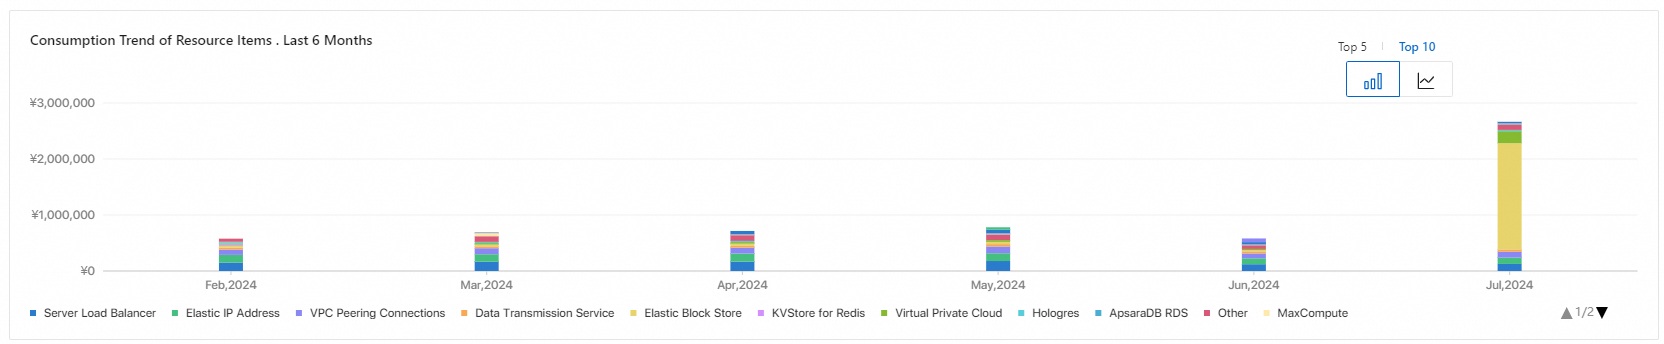 Consumption Trend of Resource Items . Last 6 Months
Top 5 Top 10
¥3,000,000
¥2,000,000
¥1,000,000
¥0
Feb,2024 Mar,2024 Apr,2024 May,2024 Jun,2024 Jul,2024
Server Load Balancer Elastic IP Address VPC Peering Connections Data Transmission Service Elastic Block Store KVStore for Redis Virtual Private Cloud Hologres ApsaraDB RDS Other MaxCompute 1/2